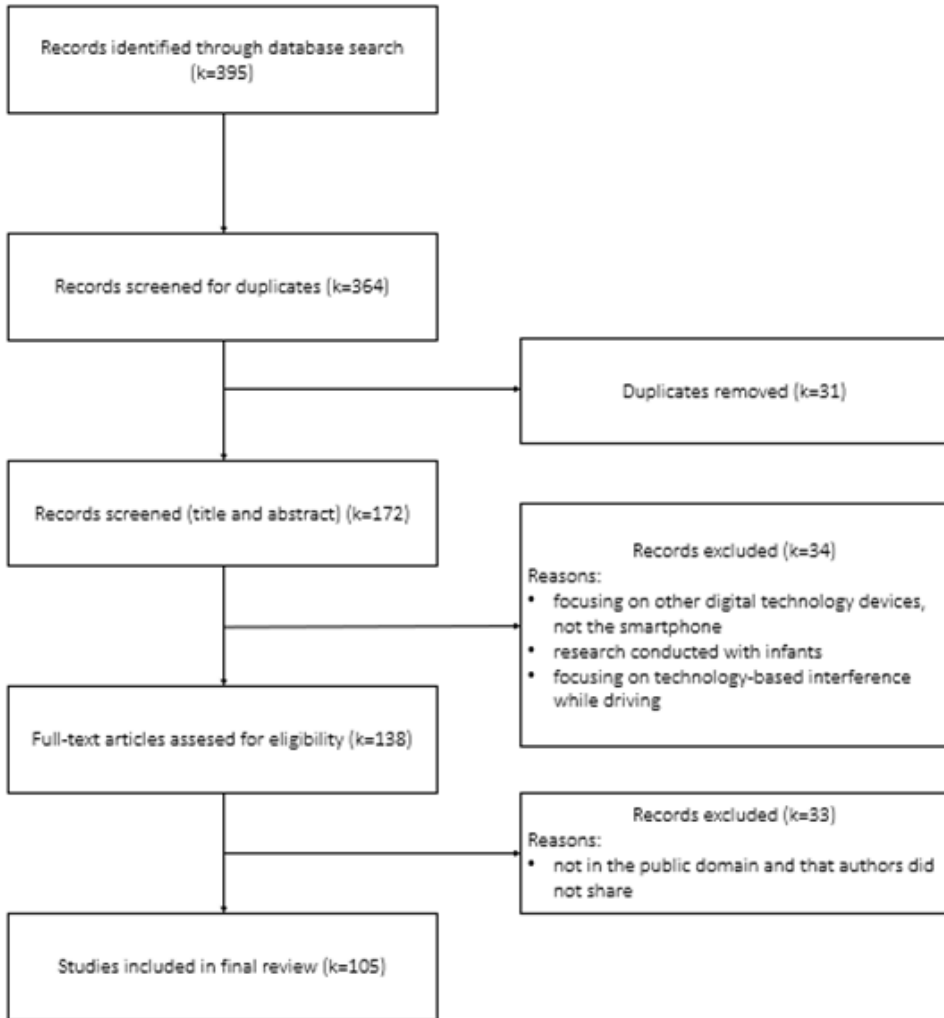 Records identified through database search
(k=395)
Records screened for duplicates (k=364)
Duplicates removed (k=31)
Records screened (title and abstract) (k=172)
Records excluded (k=34)
Reasons:
• focusing on other digital technology devices,
not the smartphone
• research conducted with infants
• focusing on technology-based interference
while driving
Full-text articles assesed for eligibility (k=138)
Records excluded (k=33)
Reasons:
• not in the public domain and that authors did
not share
Studies included in final review (k=105)